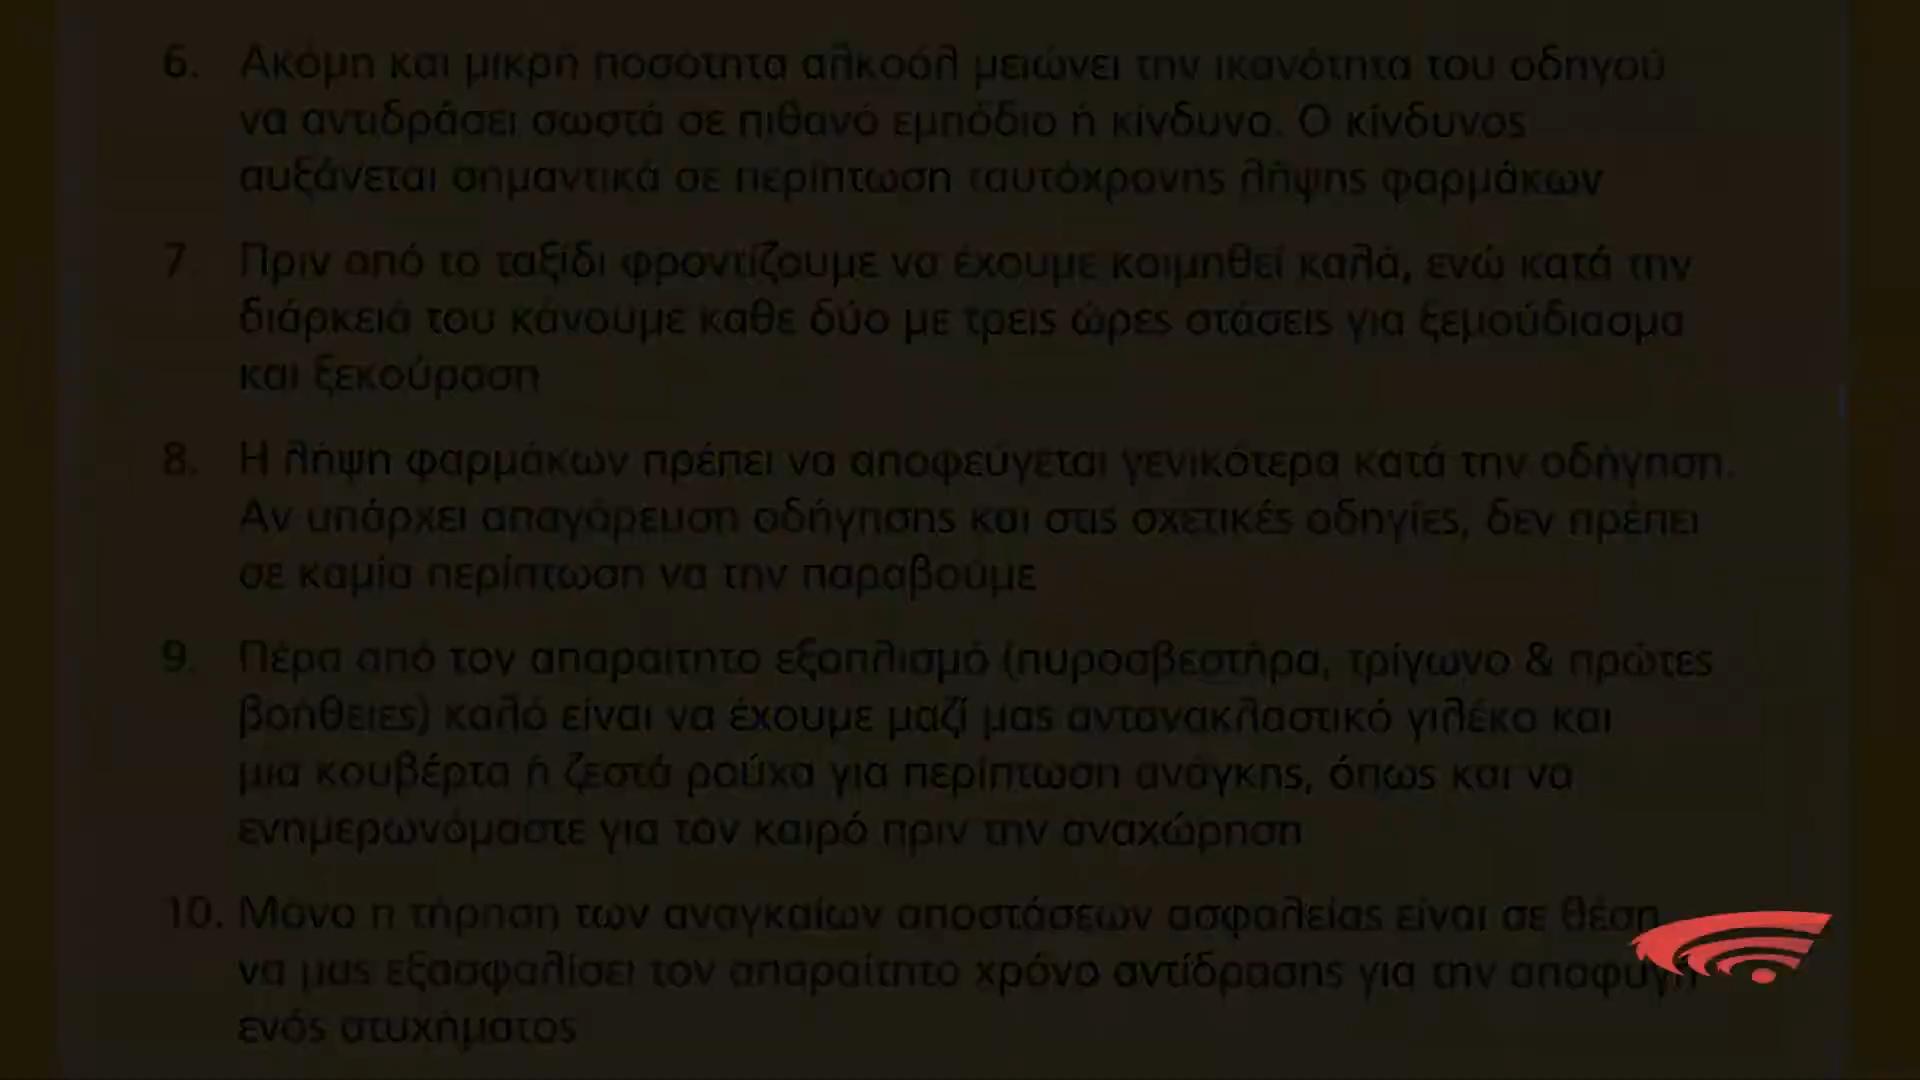 6. Ακόμη και μικρή ποσότητα αλκοόλ μειώνει την ικανότητα του οδηγού
να αντιδράσει σωστά σε πιθανό εμπόδιο ή κίνδυνο. Ο κίνδυνος
αυξάνεται σημαντικά σε περίπτωση ταυτόχρονης λήψης φαρμάκων
7. Πριν από το ταξίδι φροντίζουμε να έχουμε κοιμηθεί καλά, ενώ κατά την
διάρκειά του κάνουμε κάθε δύο με τρεις ώρες στάσεις για ξεμούδιασμα
και ξεκούραση
8. Η λήψη φαρμάκων πρέπει να αποφεύγεται γενικότερα κατά την οδήγηση.
Αν υπάρχει απαγόρευση οδήγησης και στις σχετικές οδηγίες, δεν πρέπει
σε καμία περίπτωση να την παραβούμε
9. Πέρα από τον απαραίτητο εξοπλισμό (πυροσβεστήρα, τρίγωνο & πρώτες
βοήθειες) καλό είναι να έχουμε μαζί μας αντανακλαστικό γιλέκο και
μια κουβέρτα ή ζεστά ρούχα για περίπτωση ανάγκης, όπως και να
ενημερωνόμαστε για τον καιρό πριν την αναχώρηση
10. Μόνο η τήρηση των αναγκαίων αποστάσεων ασφαλείας είναι σε θέση
να μας εξασφαλίσει τον απαραίτητο χρόνο αντίδρασης για την αποφυγή
ενός ατυχήματος